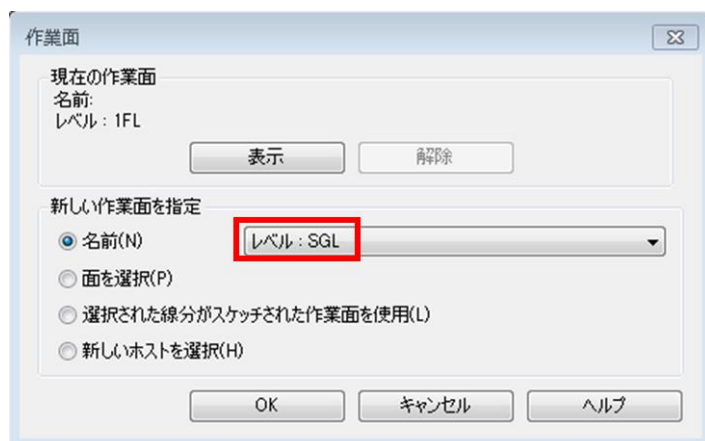 作業面
現在の作業面
名前:
レベル : 1FL
表示 解除
新しい作業面を指定
名前(N) レベル : SGL
面を選択(P)
選択された線分がスケッチされた作業面を使用(L)
新しいホストを選択(H)
OK キャンセル ヘルプ